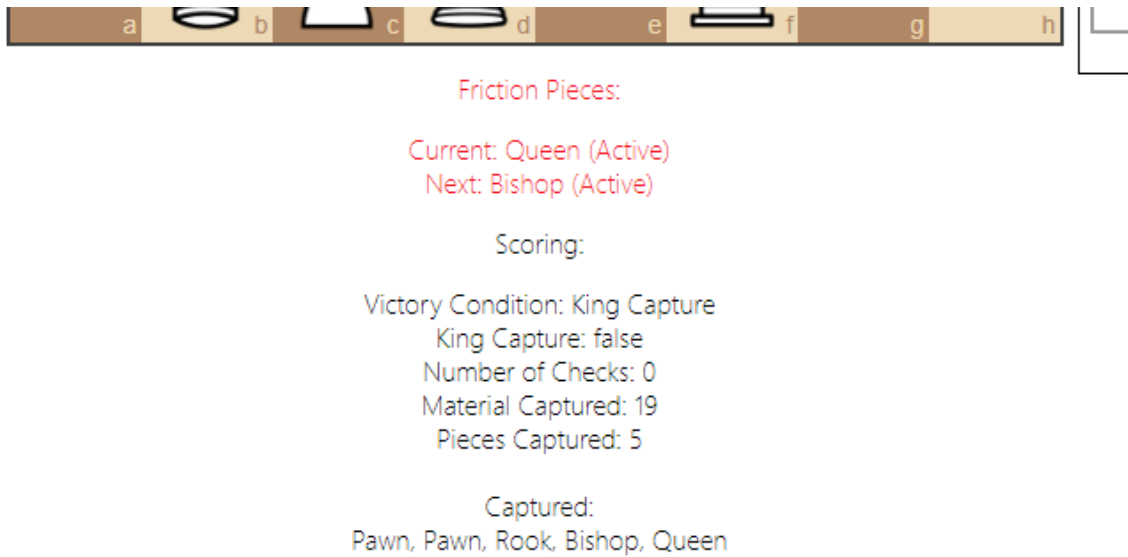 a b c d e f g h
Friction Pieces:
Current: Queen (Active)
Next: Bishop (Active)
Scoring:
Victory Condition: King Capture
King Capture: false
Number of Checks: 0
Material Captured: 19
Pieces Captured: 5
Captured:
Pawn, Pawn, Rook, Bishop, Queen